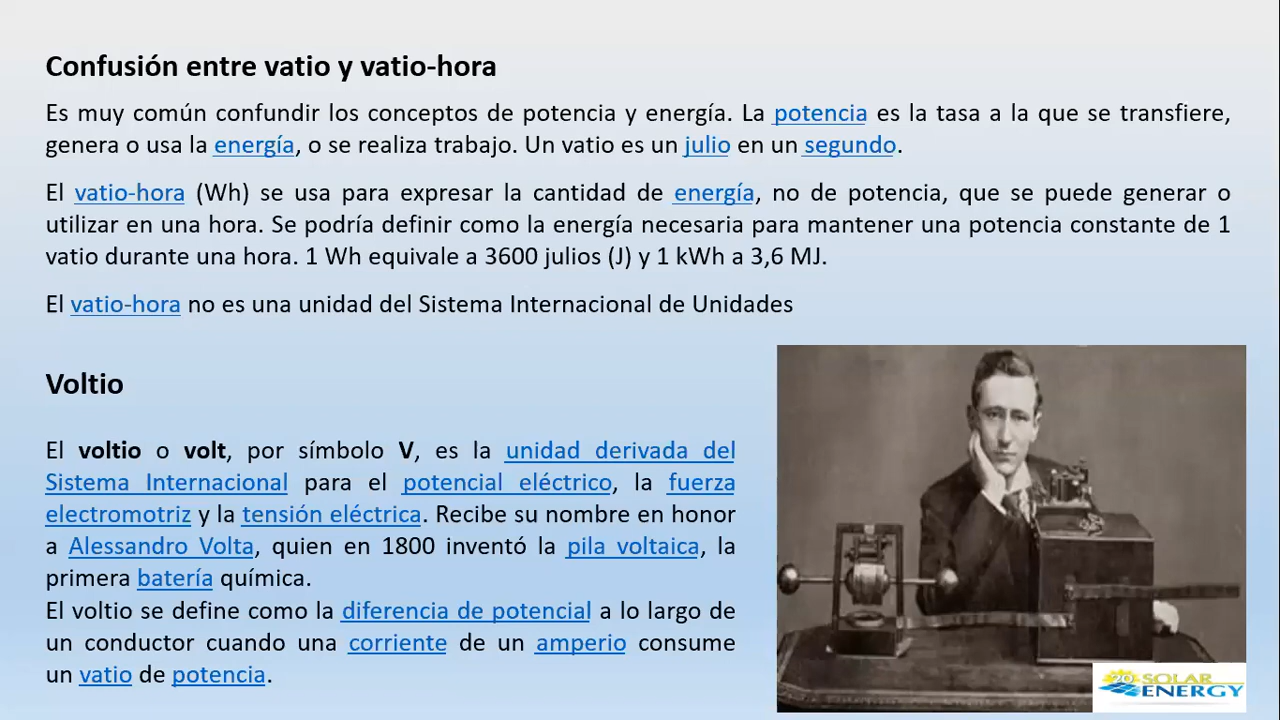 Confusión entre vatio y vatio-hora
Es muy común confundir los conceptos de potencia y energía. La potencia es la tasa a la que se transfiere,
genera o usa la energía, o se realiza trabajo. Un vatio es un julio en un segundo.
El vatio-hora (Wh) se usa para expresar la cantidad de energía, no de potencia, que se puede generar o
utilizar en una hora. Se podría definir como la energía necesaria para mantener una potencia constante de 1
vatio durante una hora. 1 Wh equivale a 3600 julios (J) y 1 kWh a 3,6 MJ.
El vatio-hora no es una unidad del Sistema Internacional de Unidades
Voltio
El voltio o volt, por símbolo V, es la unidad derivada del
Sistema Internacional para el potencial eléctrico, la fuerza
electromotriz y la tensión eléctrica. Recibe su nombre en honor
a Alessandro Volta, quien en 1800 inventó la pila voltaica, la
primera batería química.
El voltio se define como la diferencia de potencial a lo largo de
un conductor cuando una corriente de un amperio consume
un vatio de potencia.
20 SOLAR
ENERGY